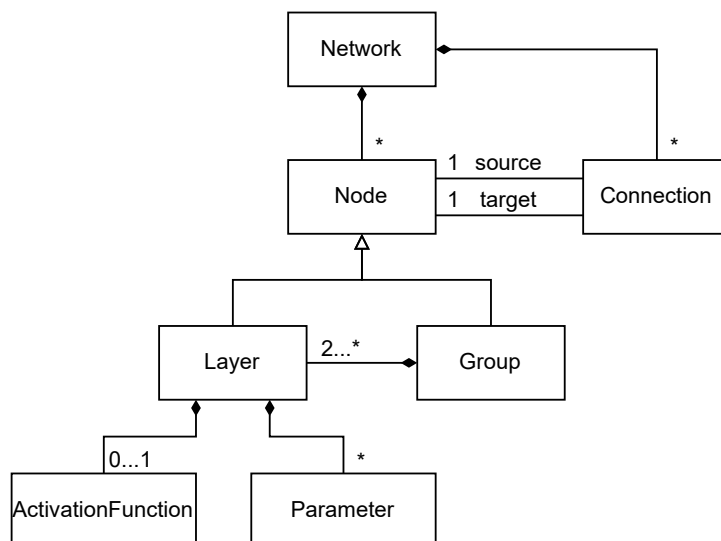 Network
*
*
1 source
Node
Connection
1 target
Layer
2...*
Group
0...1
*
ActivationFunction
Parameter